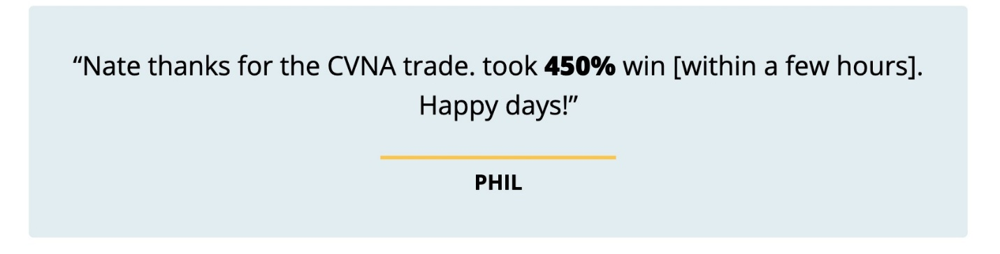 “Nate thanks for the CVNA trade. took 450% win [within a few hours].
Happy days!”
PHIL